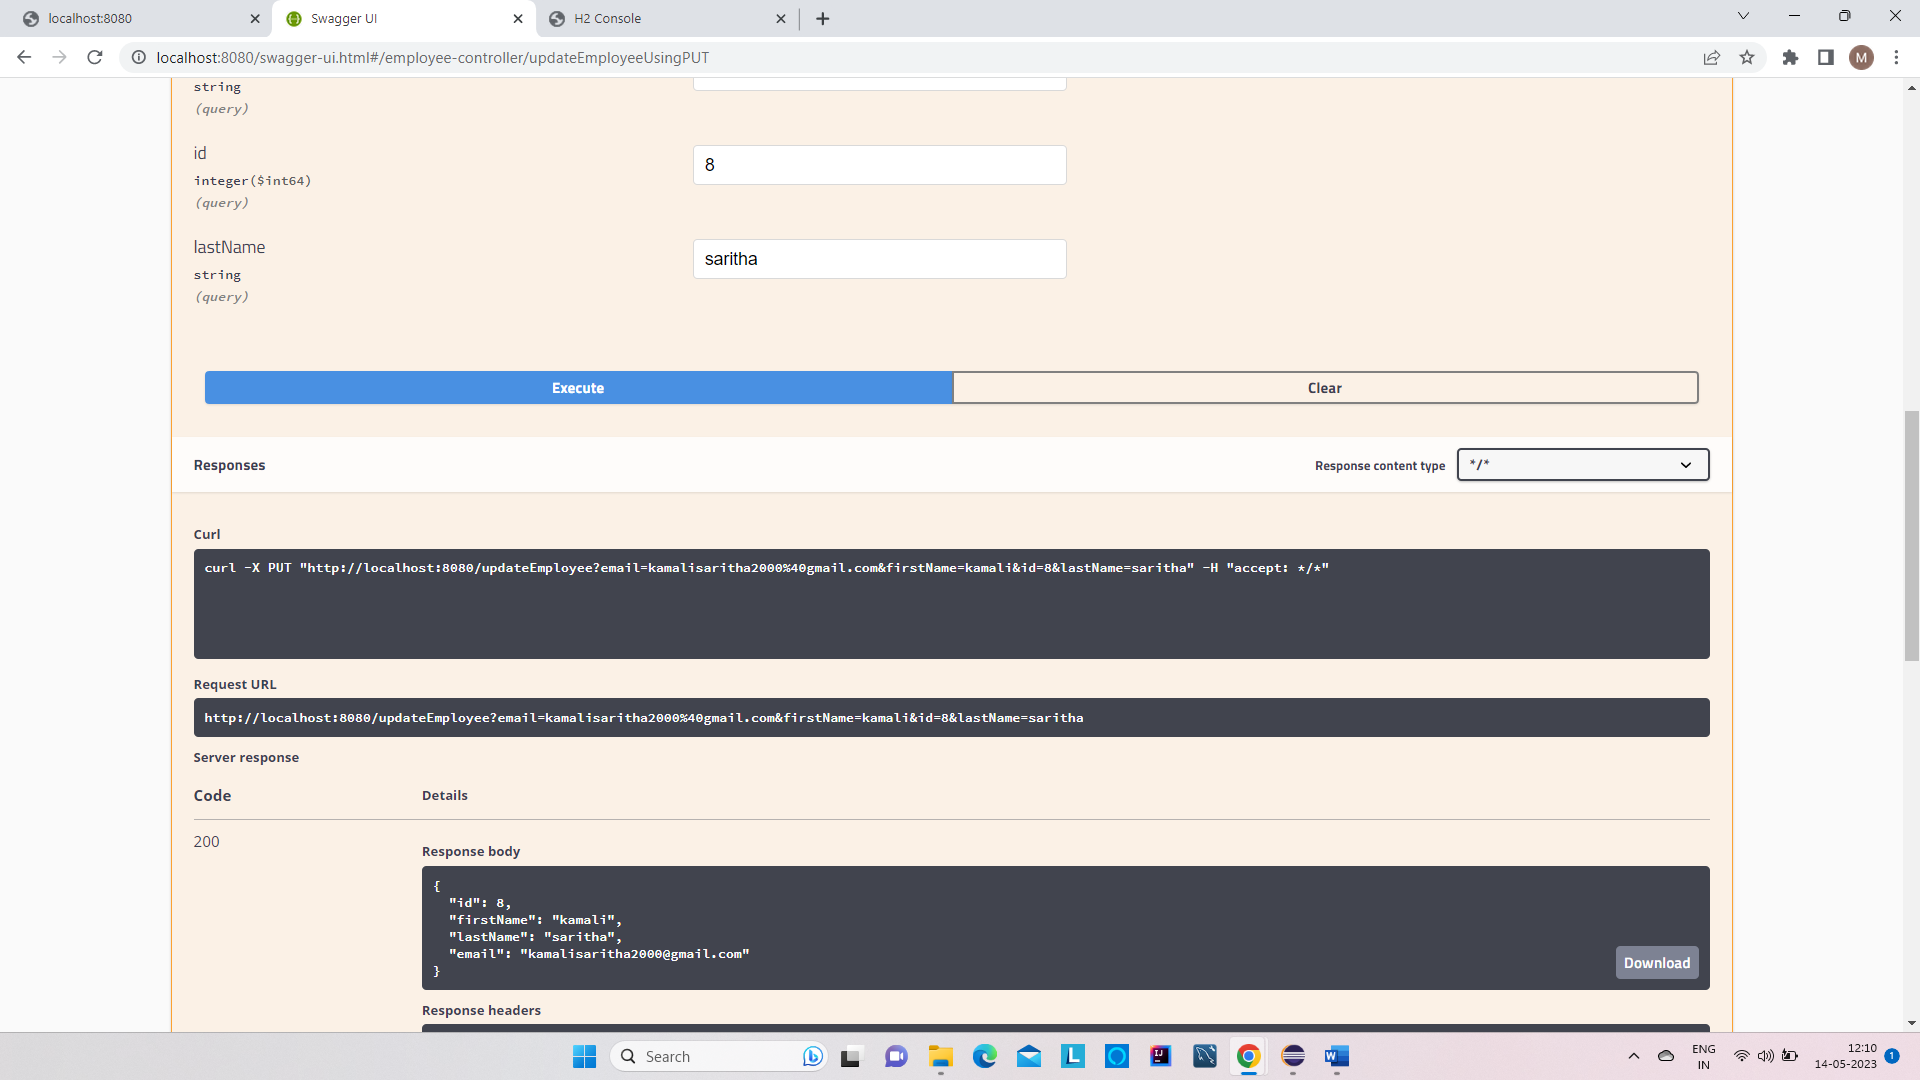 localhost:8080
Swagger UI
H2 Console
localhost:8080/swagger-ui.html#/employee-controller/updateEmployeeUsingPUT
M
string
(query)
id
integer($int64)
(query)
8
lastName
string
(query)
saritha
Execute
Clear
Responses
Response content type
*/*
Curl
curl -X PUT "http://localhost:8080/updateEmployee?email=kamalisaritha2000%40gmail.com&firstName=kamali&id=8&lastName=saritha" -H "accept: */*"
Request URL
http://localhost:8080/updateEmployee?email=kamalisaritha2000%40gmail.com&firstName=kamali&id=8&lastName=saritha
Server response
Code
Details
200
Response body
{
"id": 8,
"firstName": "kamali",
"lastName": "saritha",
"email": "kamalisaritha2000@gmail.com"
}
Download
Response headers
Search
L
IJ
W
ENG
IN
12:10
14-05-2023
1